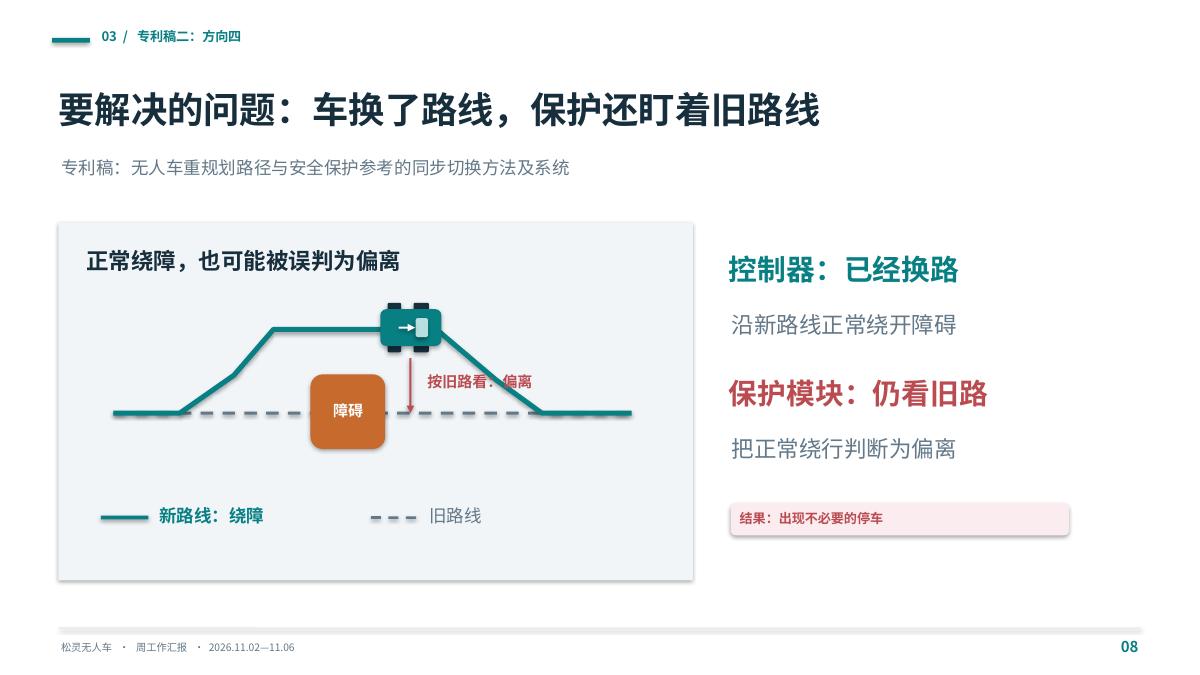 03 / 专利稿二：方向四
要解决的问题：车换了路线，保护还盯着旧路线
专利稿：无人车重规划路径与安全保护参考的同步切换方法及系统
正常绕障，也可能被误判为偏离
按旧路看：偏离
障碍
新路线：绕障
旧路线
控制器：已经换路
沿新路线正常绕开障碍
保护模块：仍看旧路
把正常绕行判断为偏离
结果：出现不必要的停车
松灵无人车 · 周工作汇报 · 2026.11.02—11.06
08